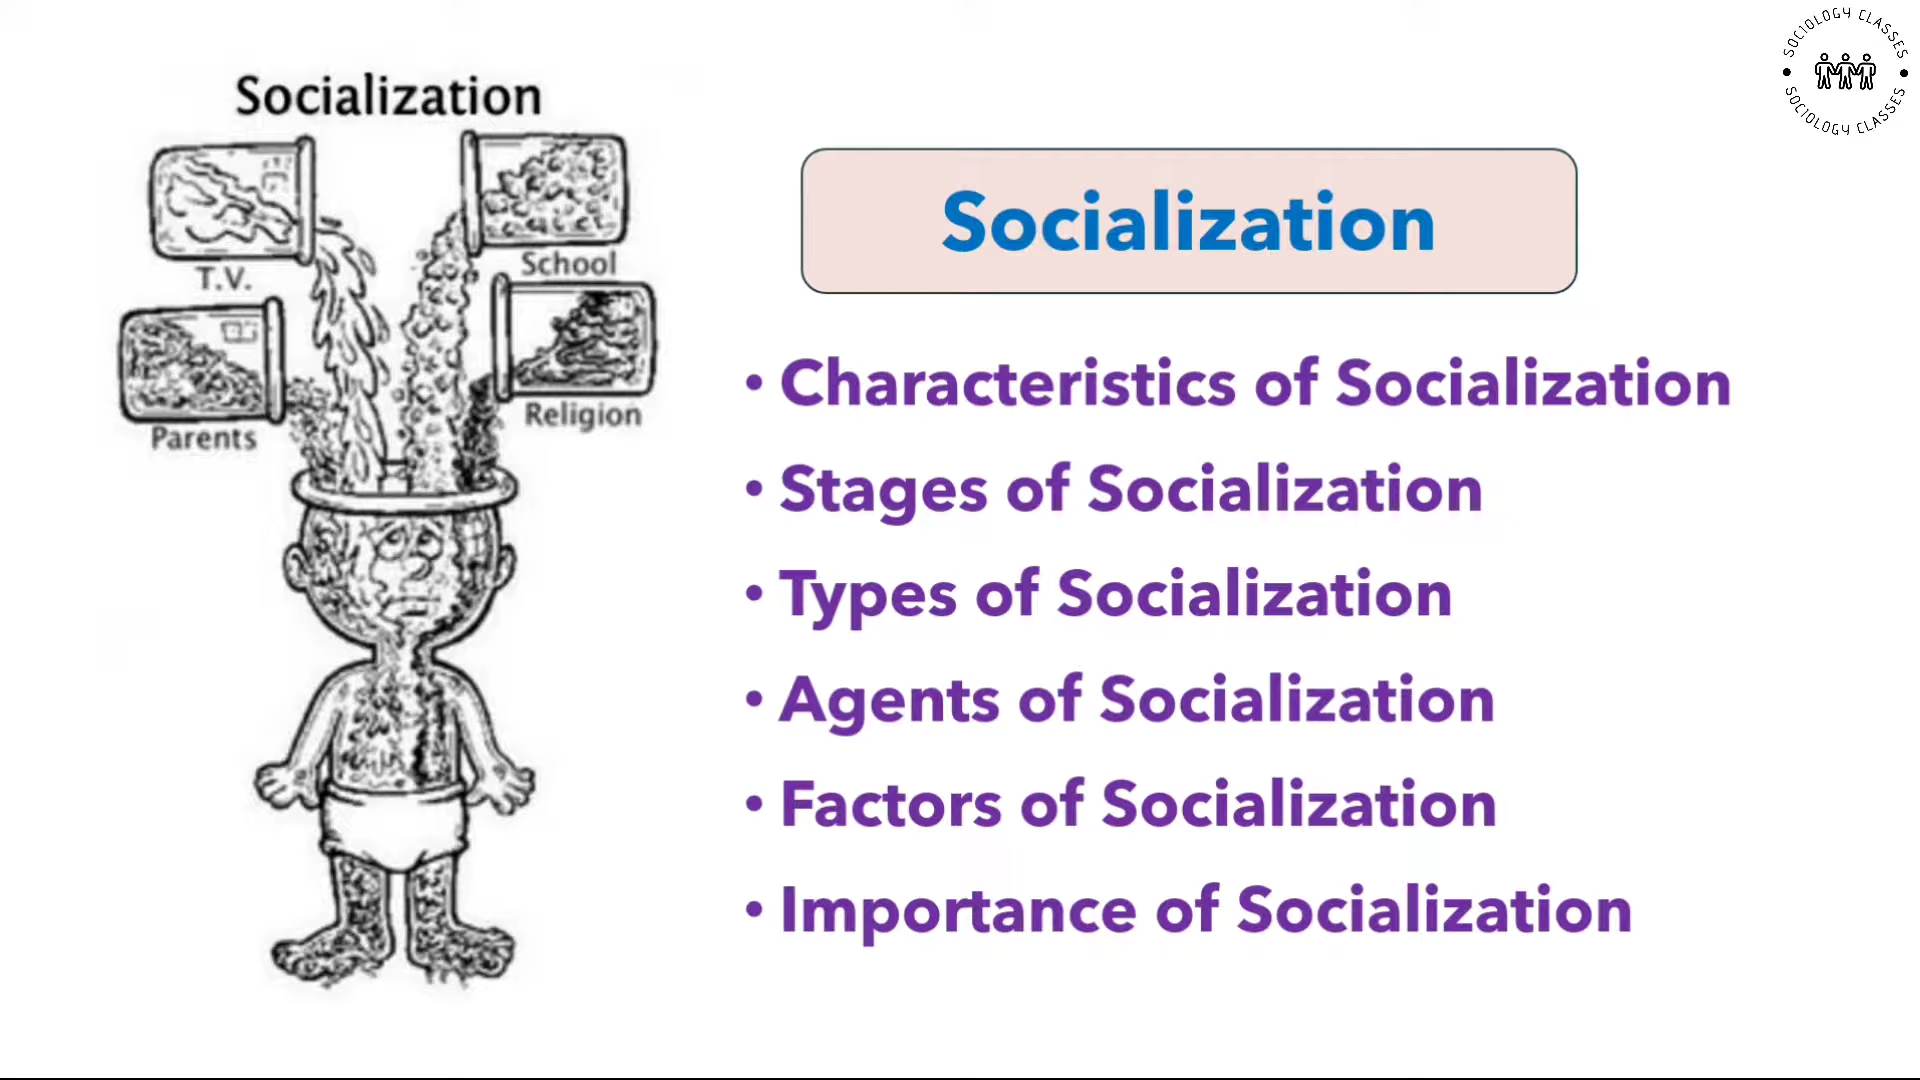 Socialization
T.V.
School
Parents
Religion
Socialization
• Characteristics of Socialization
• Stages of Socialization
• Types of Socialization
• Agents of Socialization
• Factors of Socialization
• Importance of Socialization
SOCIOLOGY CLASSES
SOCIOLOGY CLASSES